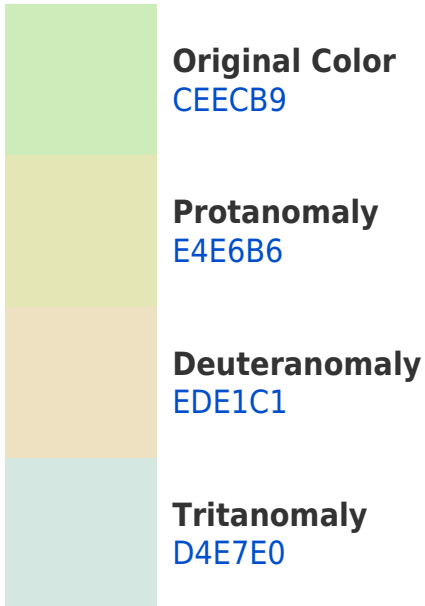 Original Color
CEECB9
Protanomaly
E4E6B6
Deuteranomaly
EDE1C1
Tritanomaly
D4E7E0